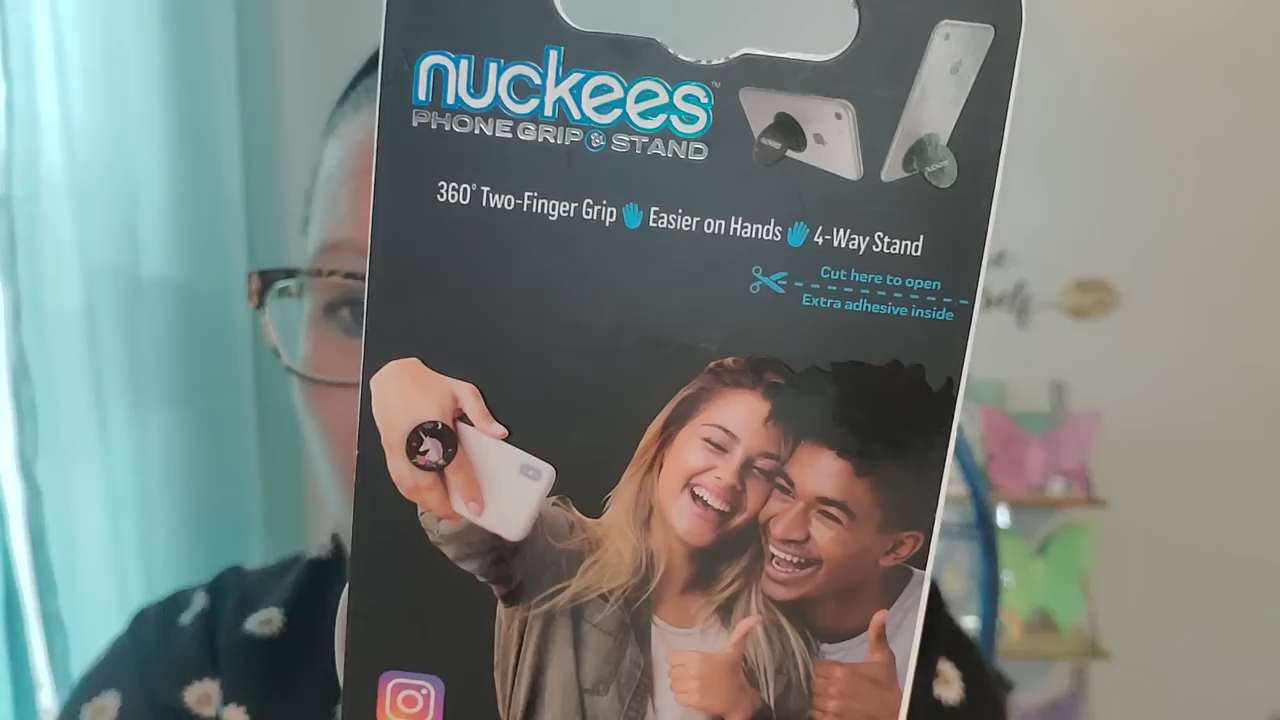 nuckees™
PHONE GRIP & STAND
360° Two-Finger Grip Easier on Hands 4-Way Stand
Cut here to open
Extra adhesive inside